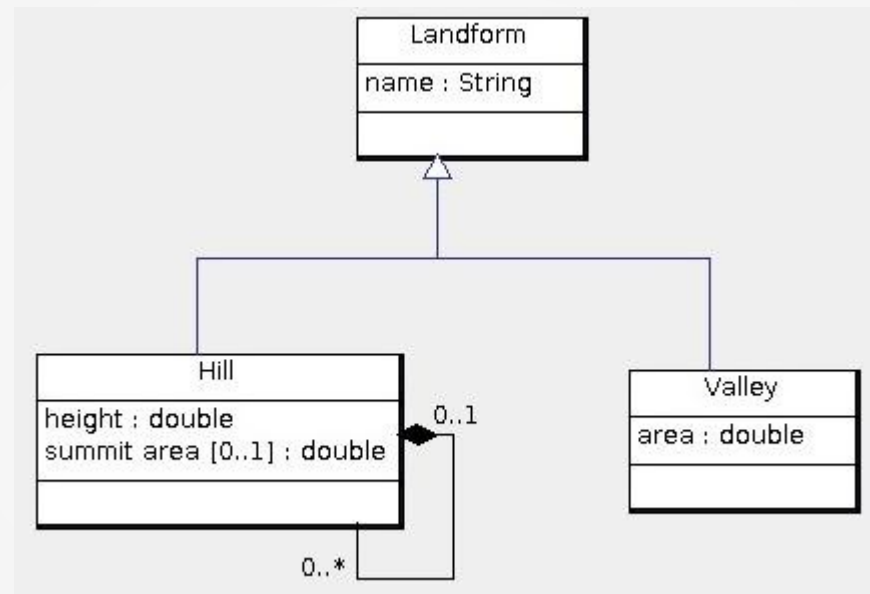 Landform
name : String
Hill
height : double
summit area [0..1] : double
0..1
0..*
Valley
area : double